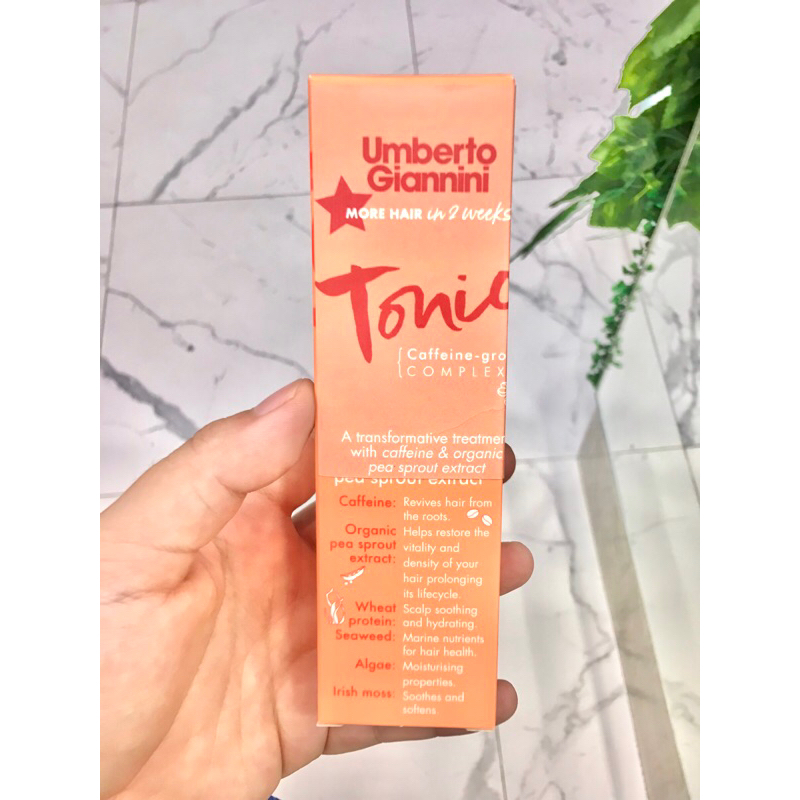 Umberto
Giannini
MORE HAIR in 2 weeks
Tonic
[Caffeine-gro
COMPLEX
A transformative treatmen
with caffeine & organic
pea sprout extract
pea sprout extract
Caffeine: Revives hair from
the roots.
Organic
pea sprout
extract: Helps restore the
vitality and
density of your
hair prolonging
its lifecycle.
Wheat
protein: Scalp soothing
and hydrating.
Seaweed: Marine nutrients
for hair health.
Algae: Moisturising
properties.
Irish moss: Soothes and
softens